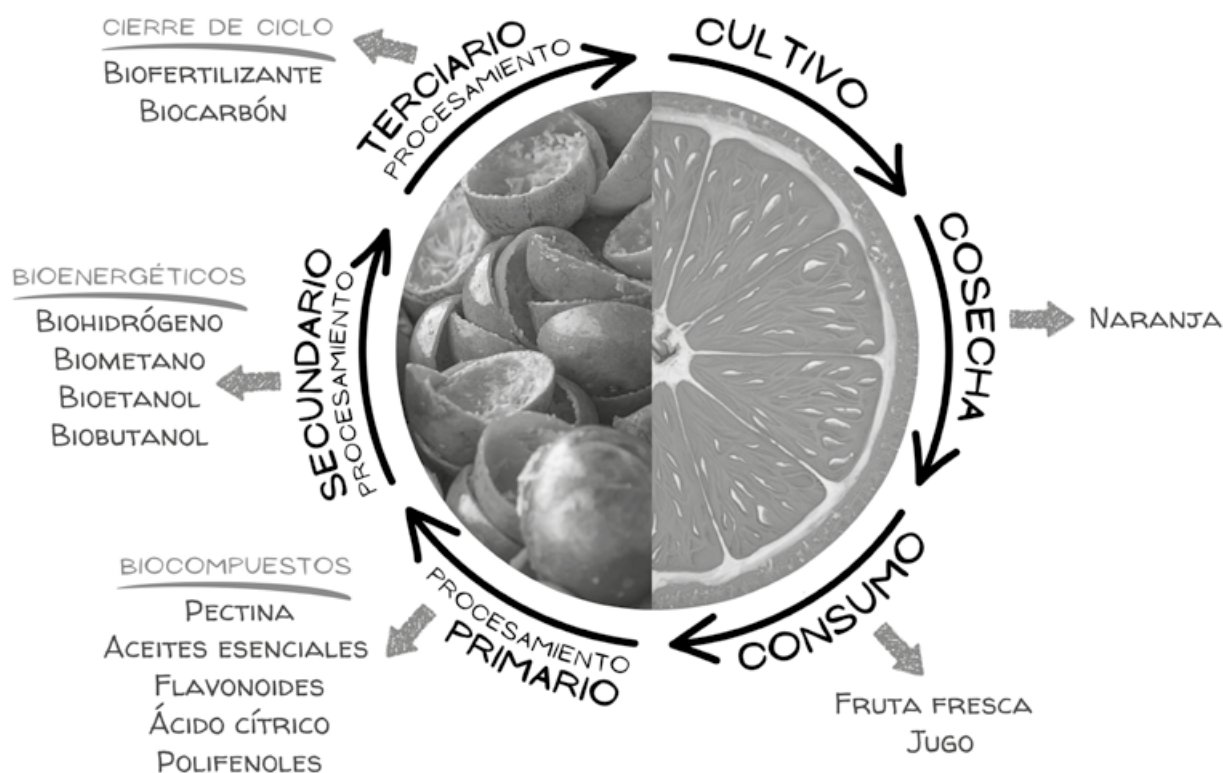 CULTIVO
COSECHA
NARANJA
CONSUMO
FRUTA FRESCA
JUGO
PROCESAMIENTO
PRIMARIO
BIOCOMPUESTOS
PECTINA
ACEITES ESENCIALES
FLAVONOIDES
ÁCIDO CÍTRICO
POLIFENOLES
SECUNDARIO
PROCESAMIENTO
BIOENERGÉTICOS
BIOHIDRÓGENO
BIOMETANO
BIOETANOL
BIOBUTANOL
TERCIARIO
PROCESAMIENTO
CIERRE DE CICLO
BIOFERTILIZANTE
BIOCARBÓN